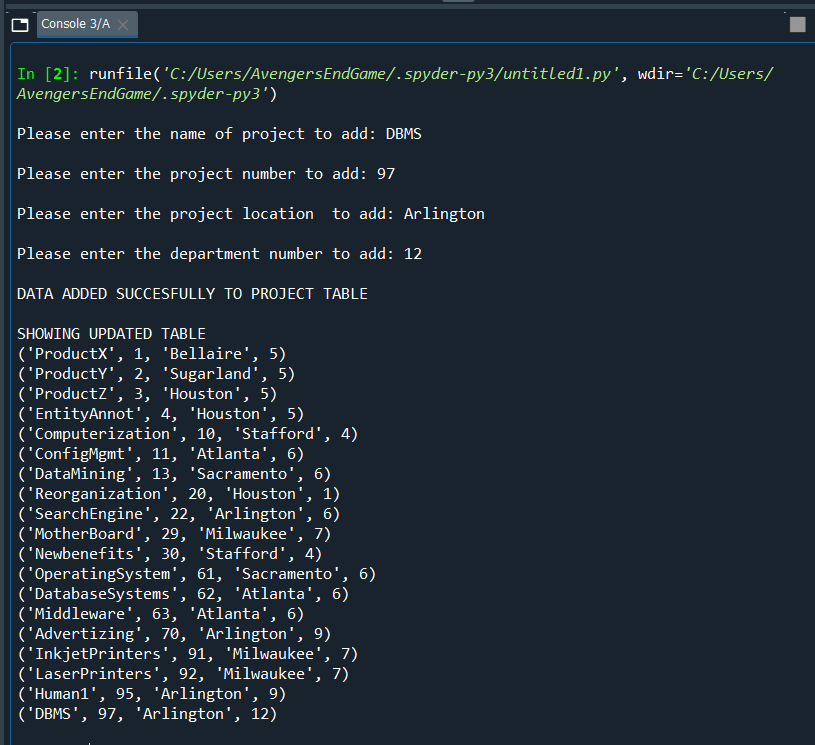 Console 3/A
In [2]: runfile('C:/Users/AvengersEndGame/.spyder-py3/untitled1.py', wdir='C:/Users/
AvengersEndGame/.spyder-py3')
Please enter the name of project to add: DBMS
Please enter the project number to add: 97
Please enter the project location  to add: Arlington
Please enter the department number to add: 12
DATA ADDED SUCCESFULLY TO PROJECT TABLE
SHOWING UPDATED TABLE
('ProductX', 1, 'Bellaire', 5)
('ProductY', 2, 'Sugarland', 5)
('ProductZ', 3, 'Houston', 5)
('EntityAnnot', 4, 'Houston', 5)
('Computerization', 10, 'Stafford', 4)
('ConfigMgmt', 11, 'Atlanta', 6)
('DataMining', 13, 'Sacramento', 6)
('Reorganization', 20, 'Houston', 1)
('SearchEngine', 22, 'Arlington', 6)
('MotherBoard', 29, 'Milwaukee', 7)
('Newbenefits', 30, 'Stafford', 4)
('OperatingSystem', 61, 'Sacramento', 6)
('DatabaseSystems', 62, 'Atlanta', 6)
('Middleware', 63, 'Atlanta', 6)
('Advertizing', 70, 'Arlington', 9)
('InkjetPrinters', 91, 'Milwaukee', 7)
('LaserPrinters', 92, 'Milwaukee', 7)
('Human1', 95, 'Arlington', 9)
('DBMS', 97, 'Arlington', 12)